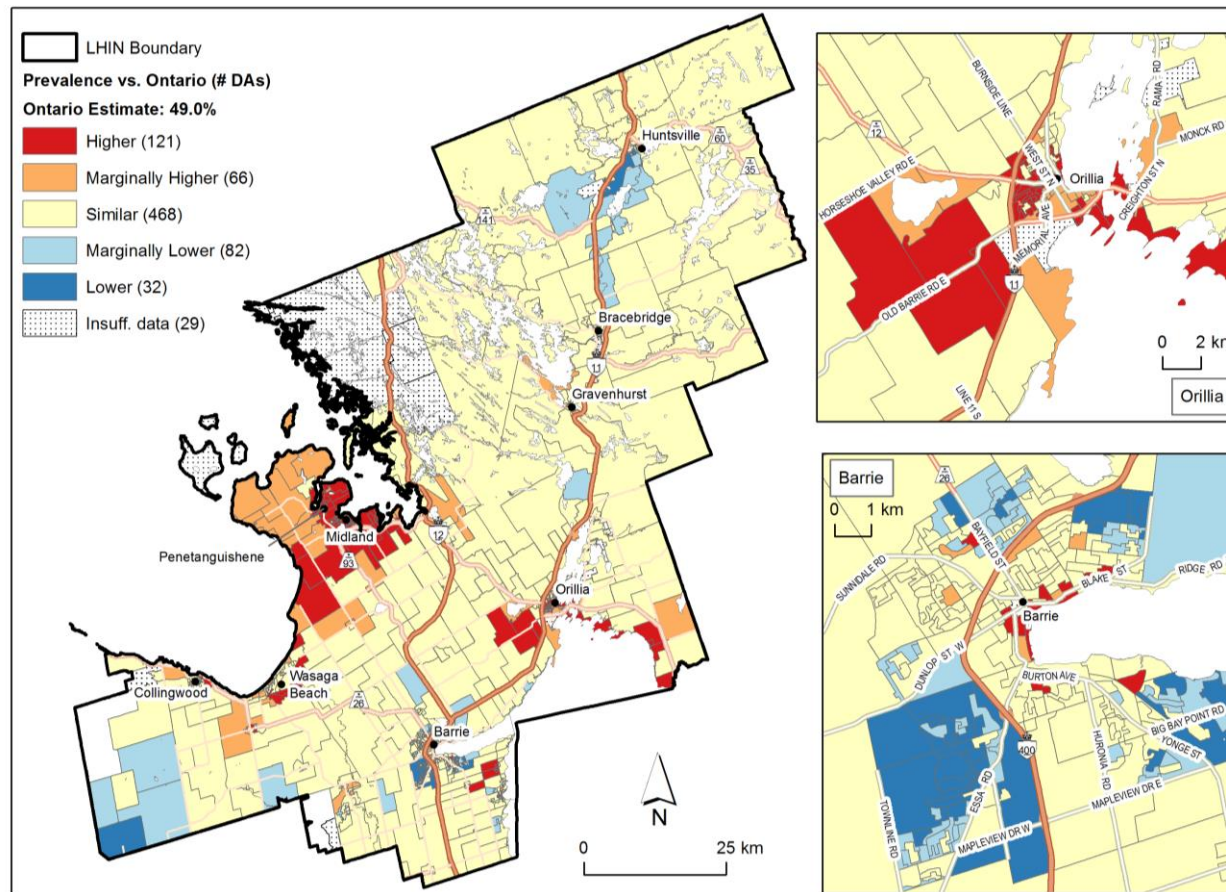 LHIN Boundary
Prevalence vs. Ontario (# DAs)
Ontario Estimate: 49.0%
Higher (121)
Marginally Higher (66)
Similar (468)
Marginally Lower (82)
Lower (32)
Insuff. data (29)
Huntsville
60
35
141
Bracebridge
11
Gravenhurst
12
Midland
Penetanguishene
93
Orillia
Wasaga
Beach
Collingwood
26
Barrie
N
0
25 km
BURNSIDE LINE
RAMA RD
12
MONCK RD
WEST ST N
Orillia
HORSESHOE VALLEY RD E
CREIGHTON ST N
MEMORIAL AVE
11
OLD BARRIE RD E
LINE 11 S
0
2 km
Orillia
Barrie
0
1 km
26
BAYFIELD ST
SUNNIDALE RD
BLAKE ST
RIDGE RD
Barrie
DUNLOP ST W
BURTON AVE
BIG BAY POINT RD
YONGE ST
HURONIA RD
400
ESSA RD
MAPLEVIEW DR E
TOWNLINE RD
MAPLEVIEW DR W